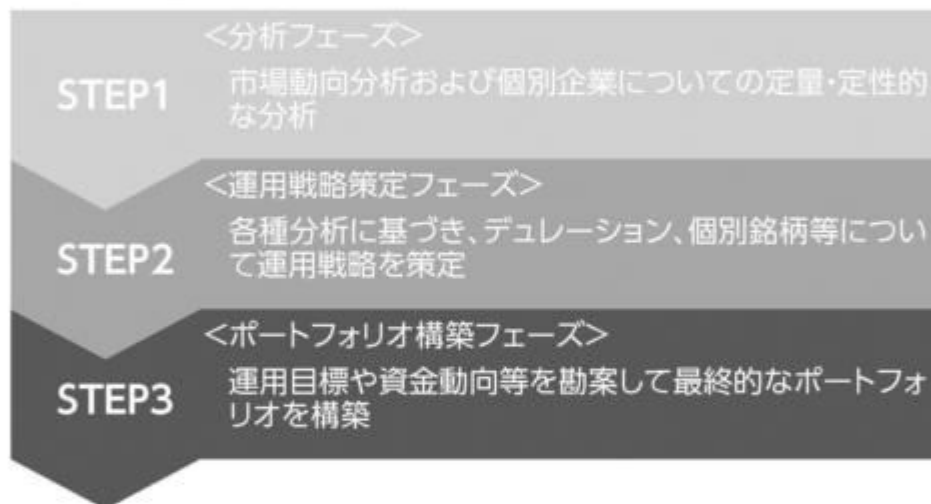 <分析フェーズ>
STEP1
市場動向分析および個別企業についての定量・定性的
な分析
<運用戦略策定フェーズ>
STEP2
各種分析に基づき、デュレーション、個別銘柄等につい
て運用戦略を策定
<ポートフォリオ構築フェーズ>
STEP3
運用目標や資金動向等を勘案して最終的なポートフォ
リオを構築